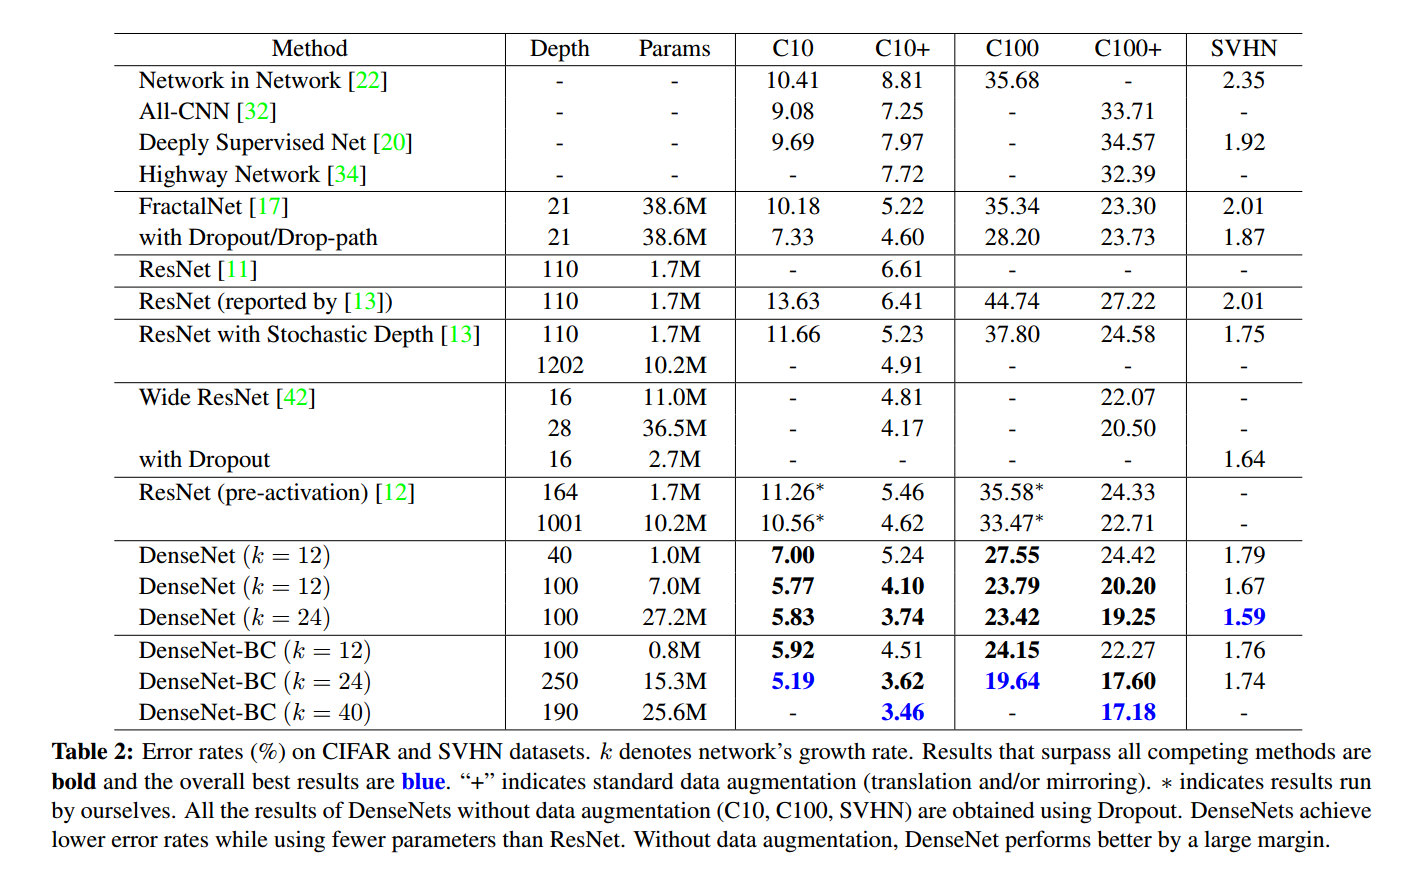 Method Depth Params C10 C10+ C100 C100+ SVHN
Network in Network [22] - - 10.41 8.81 35.68 - 2.35
All-CNN [32] - - 9.08 7.25 - 33.71 -
Deeply Supervised Net [20] - - 9.69 7.97 - 34.57 1.92
Highway Network [34] - - - 7.72 - 32.39 -
FractalNet [17] 21 38.6M 10.18 5.22 35.34 23.30 2.01
with Dropout/Drop-path 21 38.6M 7.33 4.60 28.20 23.73 1.87
ResNet [11] 110 1.7M - 6.61 - - -
ResNet (reported by [13]) 110 1.7M 13.63 6.41 44.74 27.22 2.01
ResNet with Stochastic Depth [13] 110 1.7M 11.66 5.23 37.80 24.58 1.75
1202 10.2M - 4.91 - - -
Wide ResNet [42] 16 11.0M - 4.81 - 22.07 -
28 36.5M - 4.17 - 20.50 -
with Dropout 16 2.7M - - - - 1.64
ResNet (pre-activation) [12] 164 1.7M 11.26* 5.46 35.58* 24.33 -
1001 10.2M 10.56* 4.62 33.47* 22.71 -
DenseNet (k = 12) 40 1.0M 7.00 5.24 27.55 24.42 1.79
DenseNet (k = 12) 100 7.0M 5.77 4.10 23.79 20.20 1.67
DenseNet (k = 24) 100 27.2M 5.83 3.74 23.42 19.25 1.59
DenseNet-BC (k = 12) 100 0.8M 5.92 4.51 24.15 22.27 1.76
DenseNet-BC (k = 24) 250 15.3M 5.19 3.62 19.64 17.60 1.74
DenseNet-BC (k = 40) 190 25.6M - 3.46 - 17.18 -
Table 2: Error rates (%) on CIFAR and SVHN datasets. k denotes network's growth rate. Results that surpass all competing methods are
bold and the overall best results are blue. “+” indicates standard data augmentation (translation and/or mirroring). * indicates results run
by ourselves. All the results of DenseNets without data augmentation (C10, C100, SVHN) are obtained using Dropout. DenseNets achieve
lower error rates while using fewer parameters than ResNet. Without data augmentation, DenseNet performs better by a large margin.